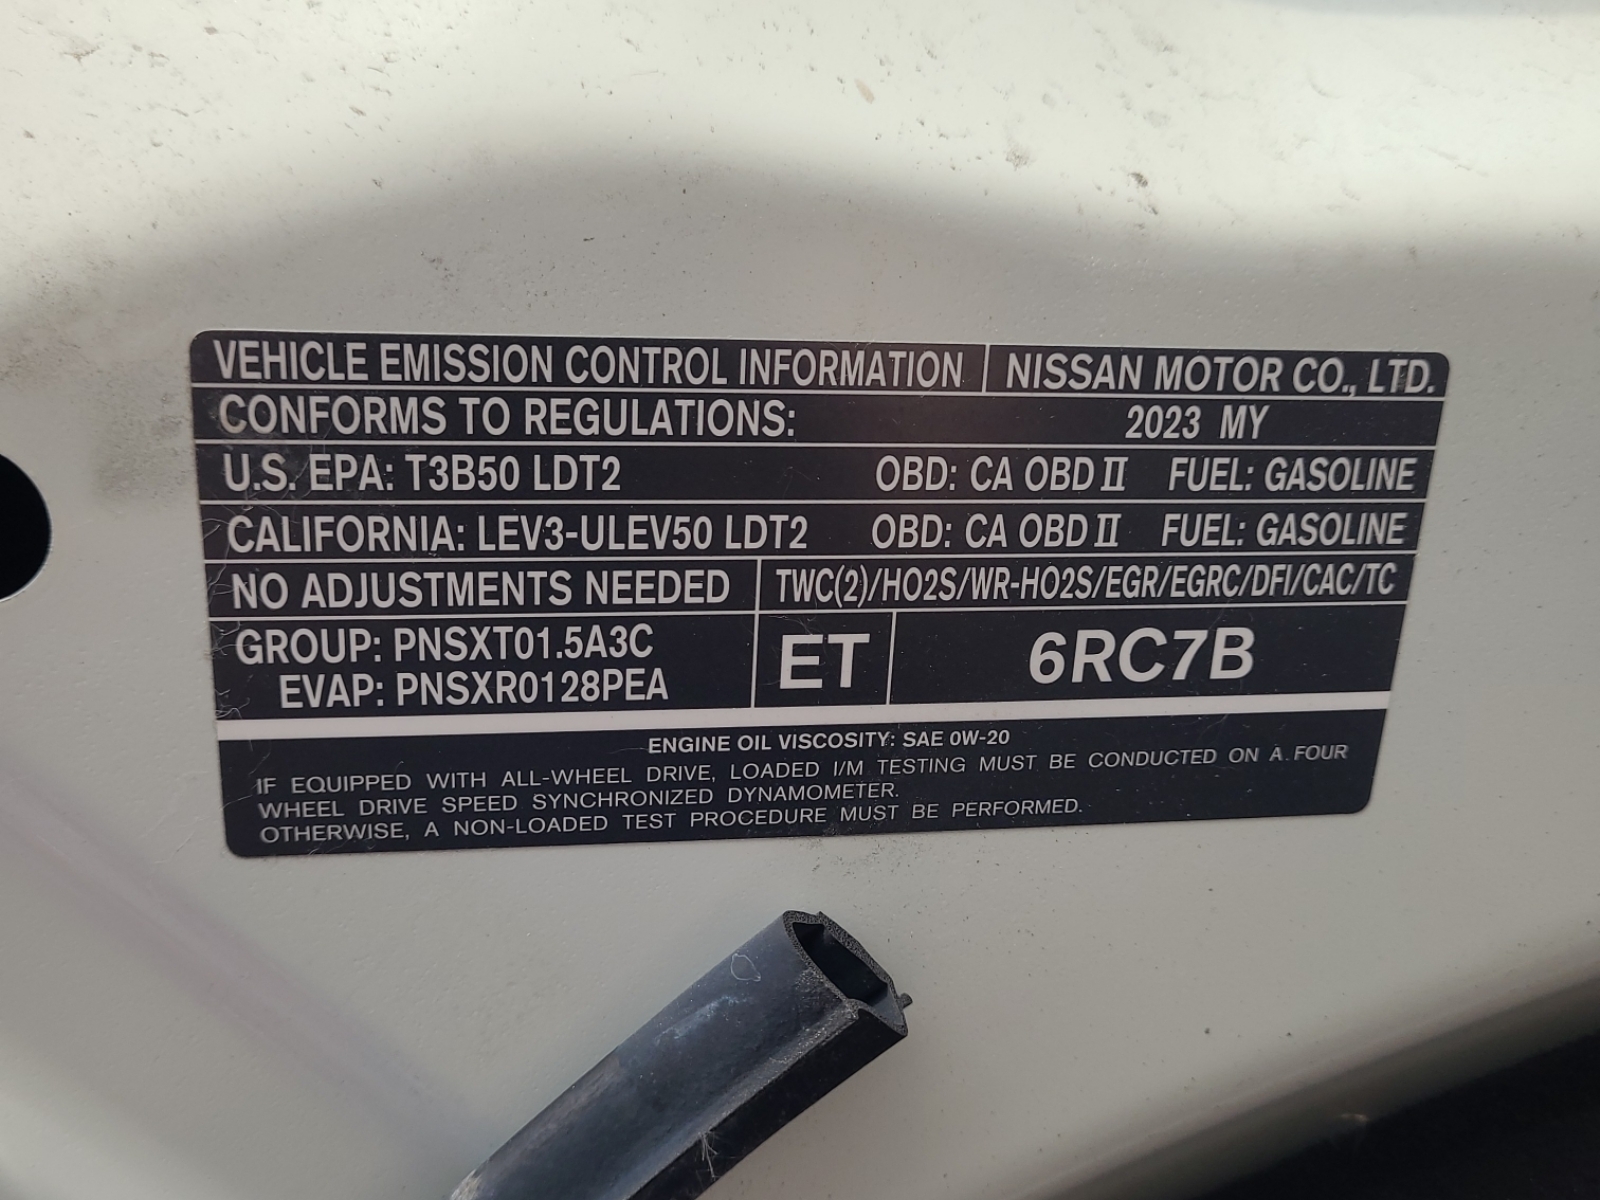 VEHICLE EMISSION CONTROL INFORMATION NISSAN MOTOR CO., LTD.
CONFORMS TO REGULATIONS: 2023 MY
U.S. EPA: T3B50 LDT2 OBD: CA OBD II FUEL: GASOLINE
CALIFORNIA: LEV3-ULEV50 LDT2 OBD: CA OBD II FUEL: GASOLINE
NO ADJUSTMENTS NEEDED TWC(2)/HO2S/WR-HO2S/EGR/EGRC/DFI/CAC/TC
GROUP: PNSXT01.5A3C
EVAP: PNSXR0128PEA
ET
6RC7B
ENGINE OIL VISCOSITY: SAE 0W-20
IF EQUIPPED WITH ALL-WHEEL DRIVE, LOADED I/M TESTING MUST BE CONDUCTED ON A FOUR
WHEEL DRIVE SPEED SYNCHRONIZED DYNAMOMETER.
OTHERWISE, A NON-LOADED TEST PROCEDURE MUST BE PERFORMED.